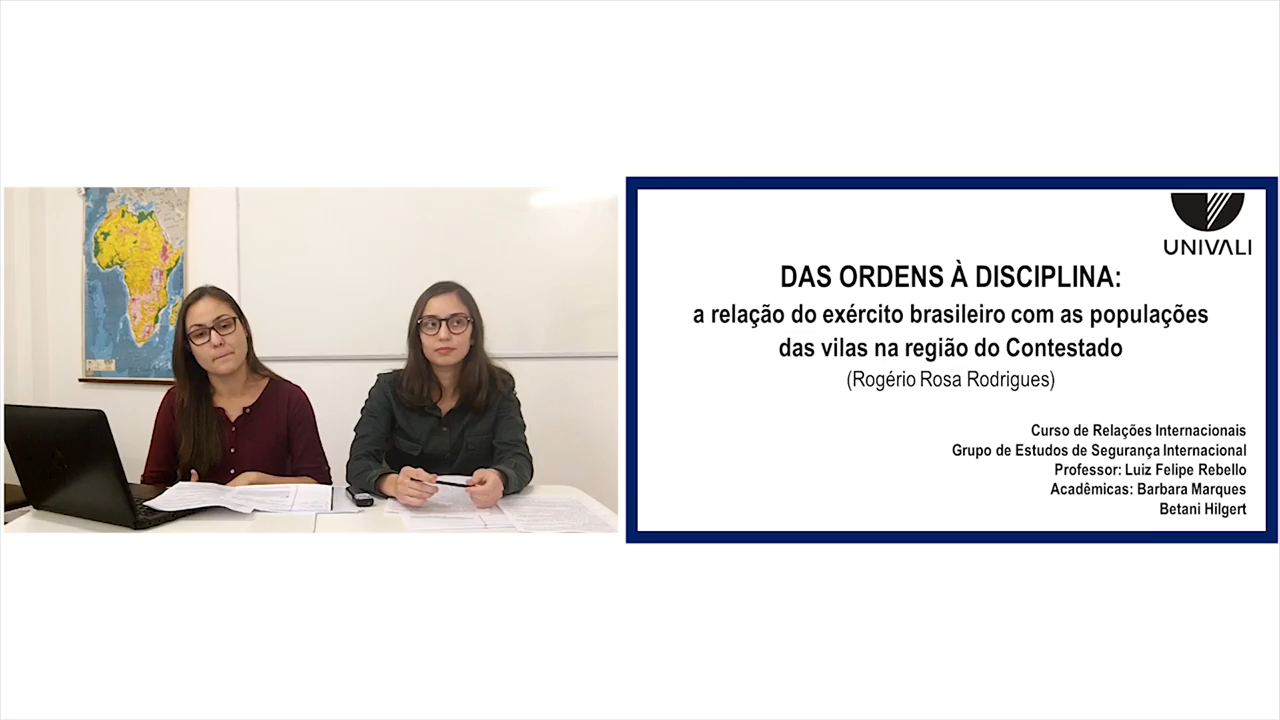 UNIVALI
DAS ORDENS À DISCIPLINA:
a relação do exército brasileiro com as populações
das vilas na região do Contestado
(Rogério Rosa Rodrigues)
Curso de Relações Internacionais
Grupo de Estudos de Segurança Internacional
Professor: Luiz Felipe Rebello
Acadêmicas: Barbara Marques
Betani Hilgert